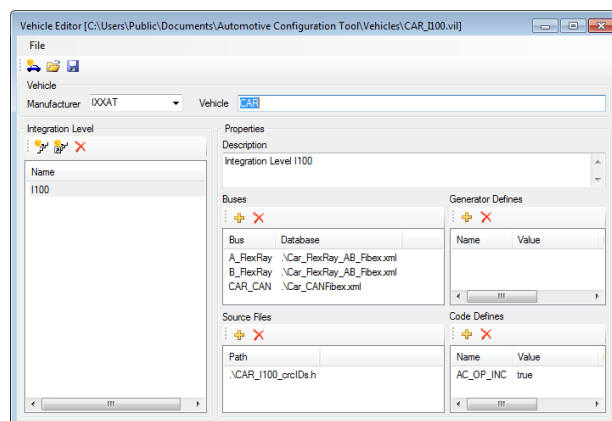 Vehicle Editor [C:\Users\Public\Documents\Automotive Configuration Tool\Vehicles\CAR_I100.vil]
File
Vehicle
Manufacturer IXXAT Vehicle CAR
Integration Level
Name
I100
Properties
Description
Integration Level I100
Buses
Bus Database
A_FlexRay .\Car_FlexRay_AB_Fibex.xml
B_FlexRay .\Car_FlexRay_AB_Fibex.xml
CAR_CAN .\Car_CANFibex.xml
Generator Defines
Name Value
Source Files
Path
.\CAR_I100_crcIDs.h
Code Defines
Name Value
AC_OP_INC true